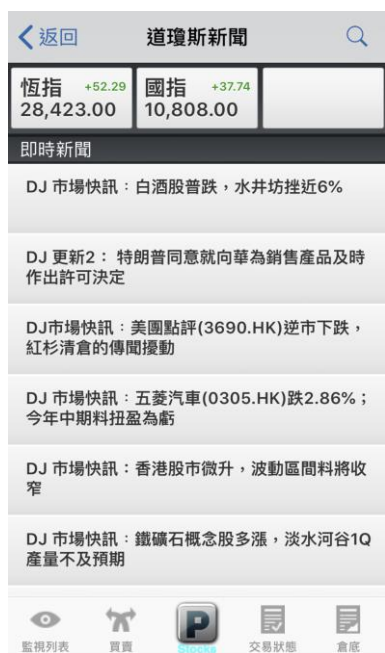 返回 道瓊斯新聞
恆指 +52.29 國指 +37.74
28,423.00 10,808.00
即時新聞
DJ 市場快訊：白酒股普跌，水井坊挫近6%
DJ 更新2： 特朗普同意就向華為銷售產品及時
作出許可決定
DJ市場快訊：美團點評(3690.HK)逆市下跌，
紅杉清倉的傳聞擾動
DJ 市場快訊：五菱汽車(0305.HK)跌2.86%；
今年中期料扭盈為虧
DJ 市場快訊：香港股市微升，波動區間料將收
窄
DJ 市場快訊：鐵礦石概念股多漲，淡水河谷1Q
產量不及預期
P
Stocks
監視列表 買賣 交易狀態 倉底